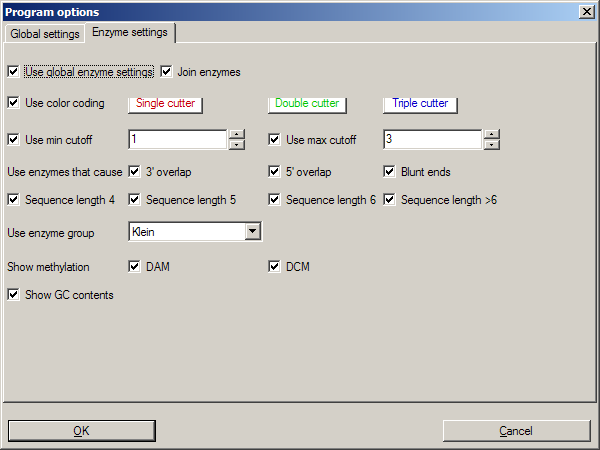 Program options
Global settings Enzyme settings
Use global enzyme settings Join enzymes
Use color coding Single cutter Double cutter Triple cutter
Use min cutoff 1 Use max cutoff 3
Use enzymes that cause 3' overlap 5' overlap Blunt ends
Sequence length 4 Sequence length 5 Sequence length 6 Sequence length >6
Use enzyme group Klein
Show methylation DAM DCM
Show GC contents
OK Cancel